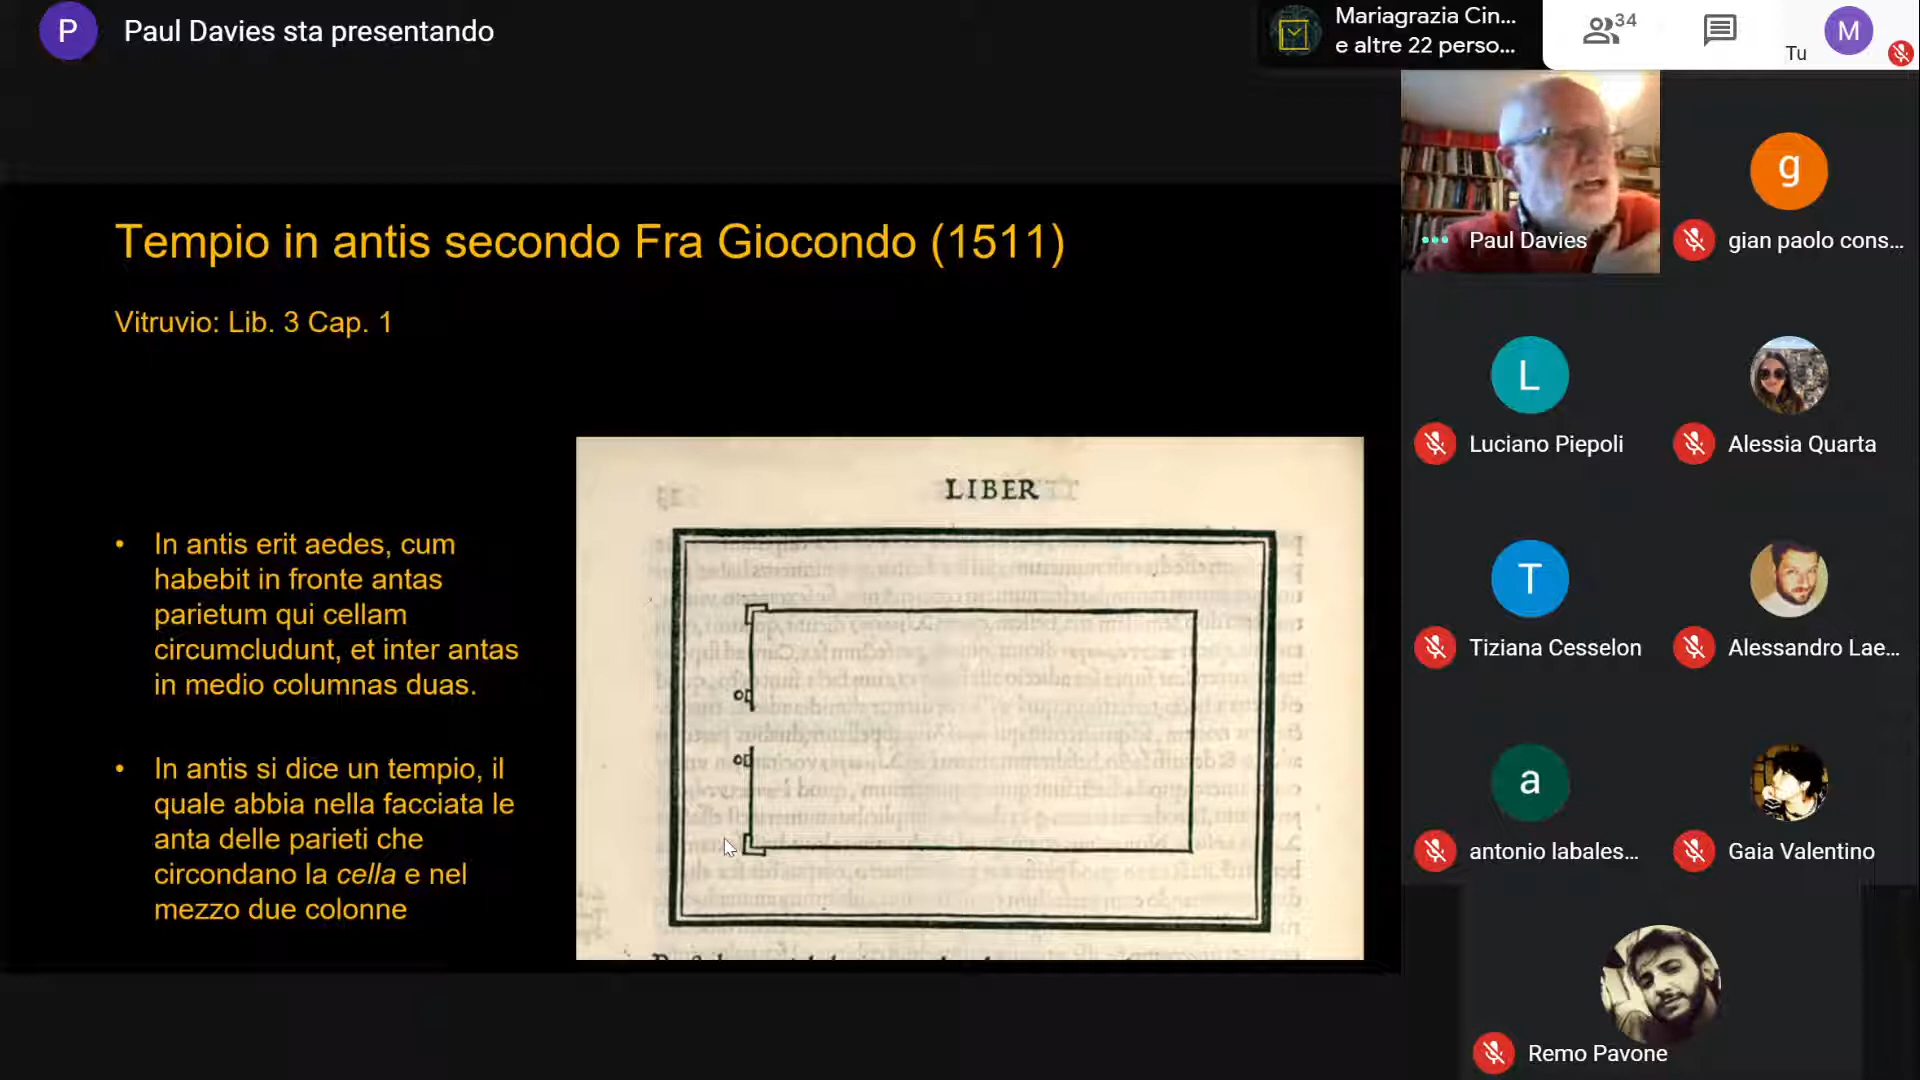 P
Paul Davies sta presentando
Mariagrazia Cin...
e altre 22 perso...
34
Tu
M
Tempio in antis secondo Fra Giocondo (1511)
Vitruvio: Lib. 3 Cap. 1
• In antis erit aedes, cum
habebit in fronte antas
parietum qui cellam
circumcludunt, et inter antas
in medio columnas duas.
• In antis si dice un tempio, il
quale abbia nella facciata le
anta delle parieti che
circondano la cella e nel
mezzo due colonne
LIBER
Paul Davies
g
gian paolo cons...
L
Luciano Piepoli
Alessia Quarta
T
Tiziana Cesselon
Alessandro Lae...
a
antonio labales...
Gaia Valentino
Remo Pavone